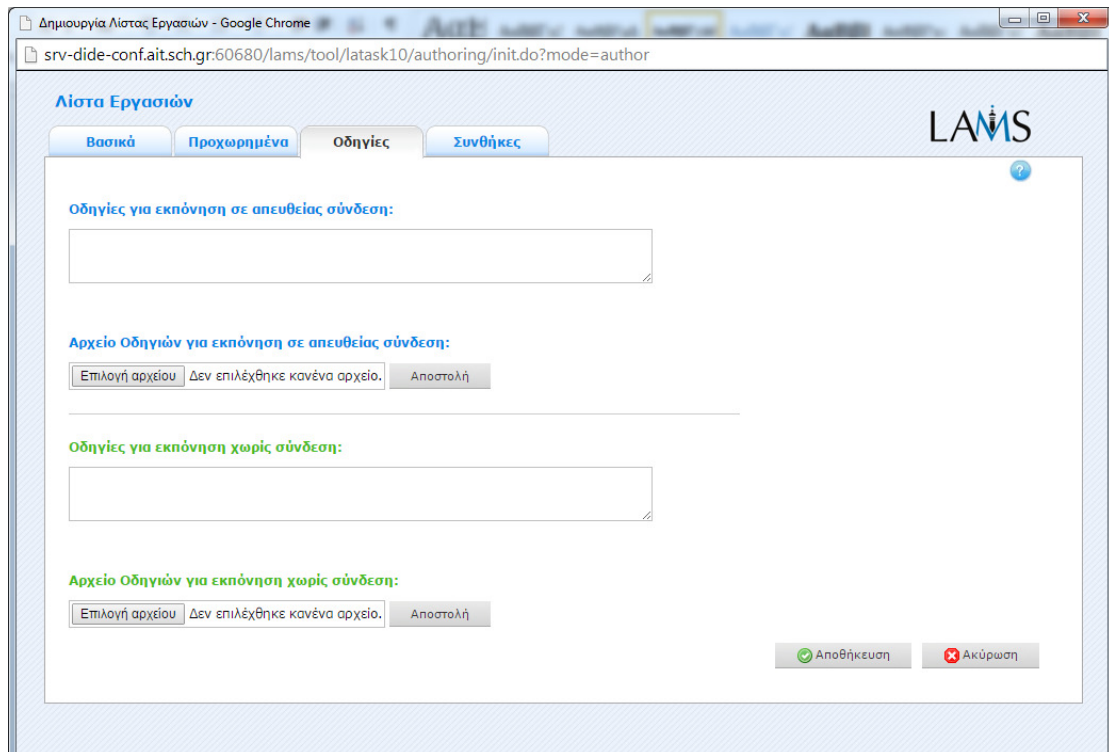 Δημιουργία Λίστας Εργασιών - Google Chrome
srv-dide-conf.ait.sch.gr:60680/lams/tool/latask10/authoring/init.do?mode=author
Λίστα Εργασιών
LAMS
Βασικά Προχωρημένα Οδηγίες Συνθήκες
?
Οδηγίες για εκπόνηση σε απευθείας σύνδεση:
Αρχείο Οδηγιών για εκπόνηση σε απευθείας σύνδεση:
Επιλογή αρχείου Δεν επιλέχθηκε κανένα αρχείο. Αποστολή
Οδηγίες για εκπόνηση χωρίς σύνδεση:
Αρχείο Οδηγιών για εκπόνηση χωρίς σύνδεση:
Επιλογή αρχείου Δεν επιλέχθηκε κανένα αρχείο. Αποστολή
Αποθήκευση Ακύρωση